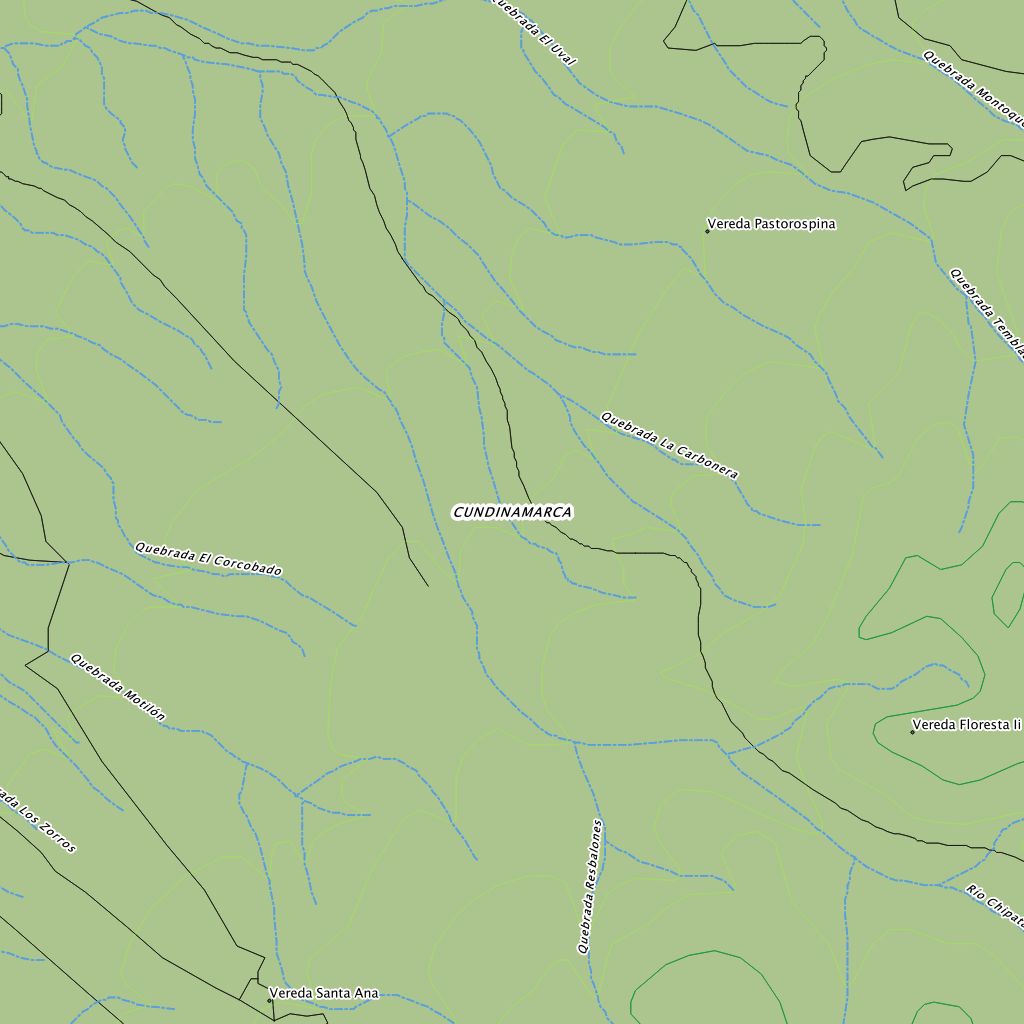 Quebrada El Uval
Quebrada Montoque
Vereda Pastorospina
Quebrada Tembla
Quebrada La Carbonera
CUNDINAMARCA
Quebrada El Corcobado
Quebrada Motilón
Vereda Floresta Ii
ada Los Zorros
Quebrada Resbalones
Río Chipata
Vereda Santa Ana